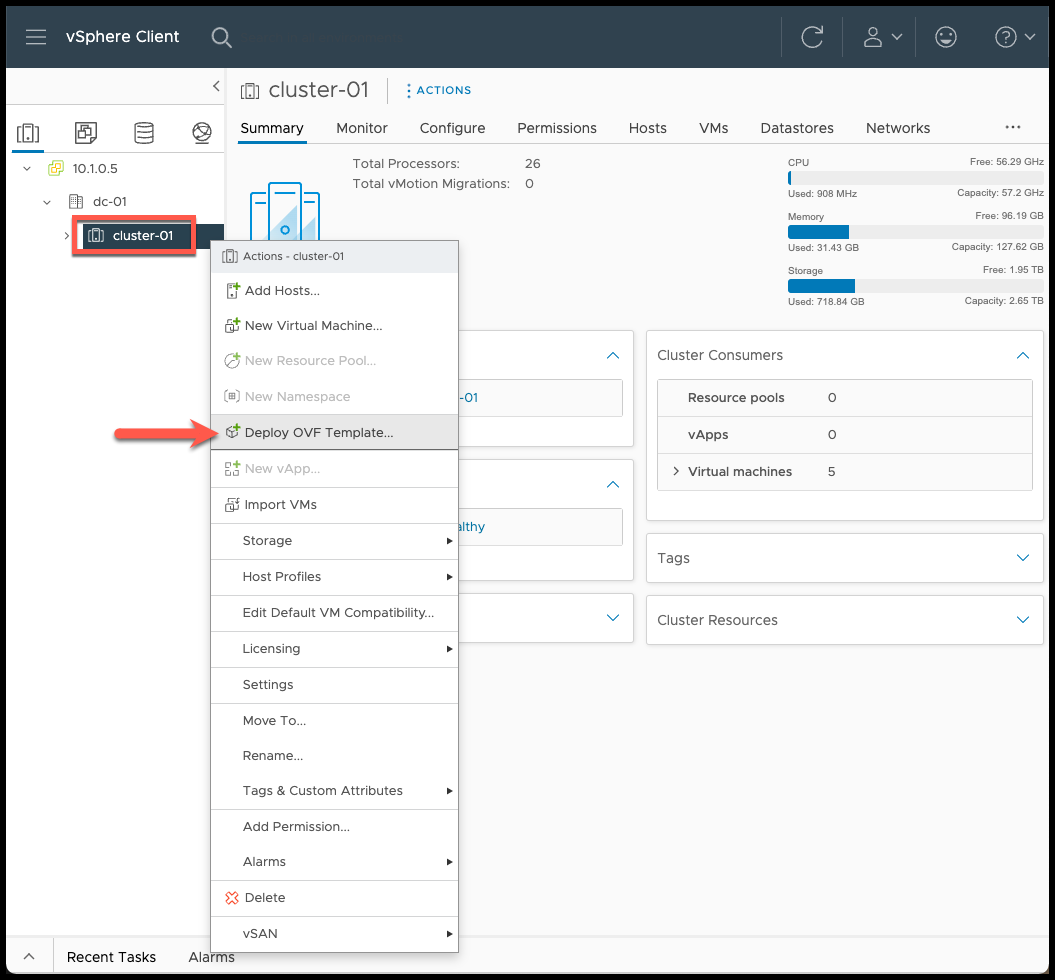 vSphere Client
cluster-01
ACTIONS
Summary Monitor Configure Permissions Hosts VMs Datastores Networks ...
10.1.0.5
dc-01
cluster-01
Total Processors: 26
Total vMotion Migrations: 0
CPU Free: 56.29 GHz
Used: 908 MHz Capacity: 57.2 GHz
Memory Free: 96.19 GB
Used: 31.43 GB Capacity: 127.62 GB
Storage Free: 1.95 TB
Used: 718.84 GB Capacity: 2.65 TB
Actions - cluster-01
Add Hosts...
New Virtual Machine...
New Resource Pool...
New Namespace
Deploy OVF Template...
New vApp...
Import VMs
Storage
Host Profiles
Edit Default VM Compatibility...
Licensing
Settings
Move To...
Rename...
Tags & Custom Attributes
Add Permission...
Alarms
Delete
vSAN
-01
althy
Cluster Consumers
Resource pools 0
vApps 0
Virtual machines 5
Tags
Cluster Resources
Recent Tasks Alarms